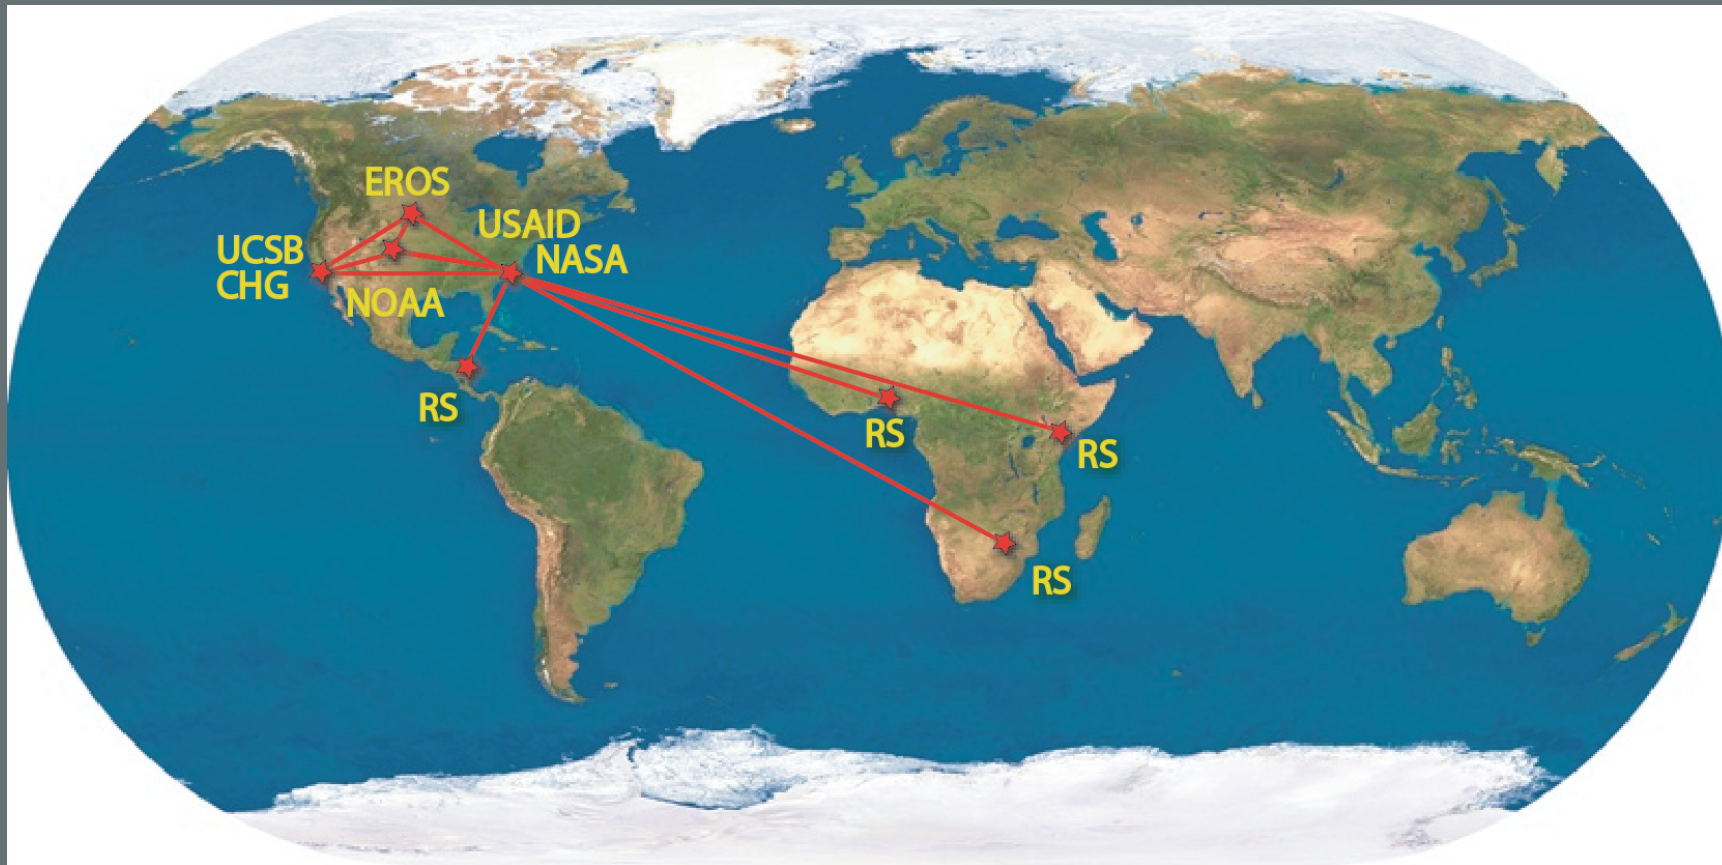 EROS
USAID
NASA
UCSB
CHG
NOAA
RS
RS
RS
RS